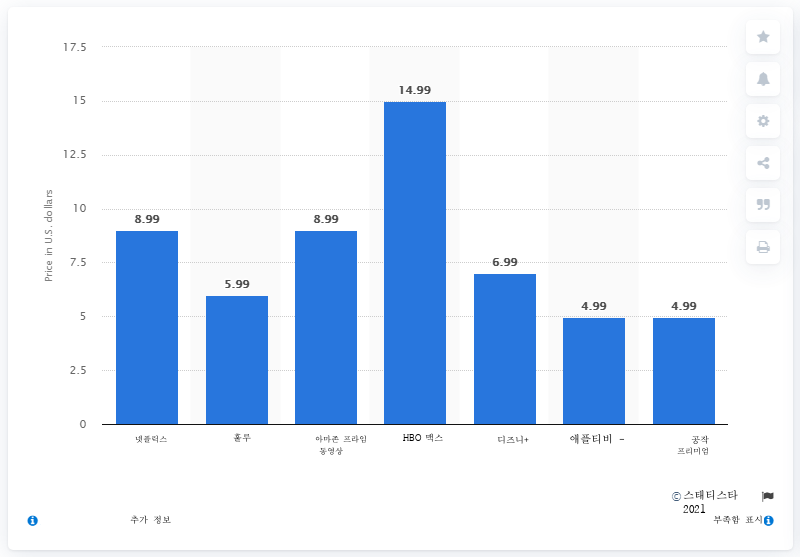 17.5
15
12.5
10
7.5
5
2.5
0
Price in U.S. dollars
8.99
5.99
8.99
14.99
6.99
4.99
4.99
넷플릭스
훌루
아마존 프라임
동영상
HBO 맥스
디즈니+
애플티비 -
공작
프리미엄
© 스태티스타
2021
추가 정보
부족함 표시